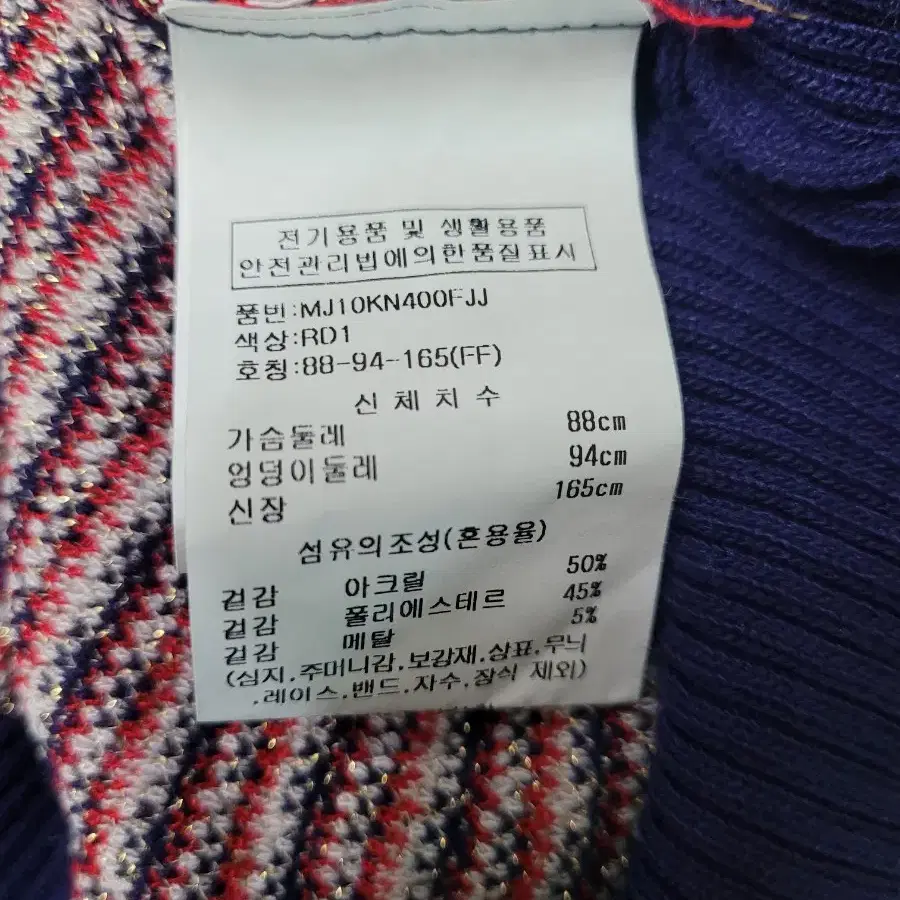 전기용품 및 생활용품
안전관리법에의한품질표시
품번:MJ10KN400FJJ
색상:RD1
호칭:88-94-165(FF)
신체치수
가슴둘레 88cm
엉덩이둘레 94cm
신장 165cm
섬유의조성(혼용율)
겉감 아크릴 50%
겉감 폴리에스테르 45%
겉감 메탈 5%
(심지.주머니감.보강재.상표.무늬
.레이스.밴드.자수.장식 제외)